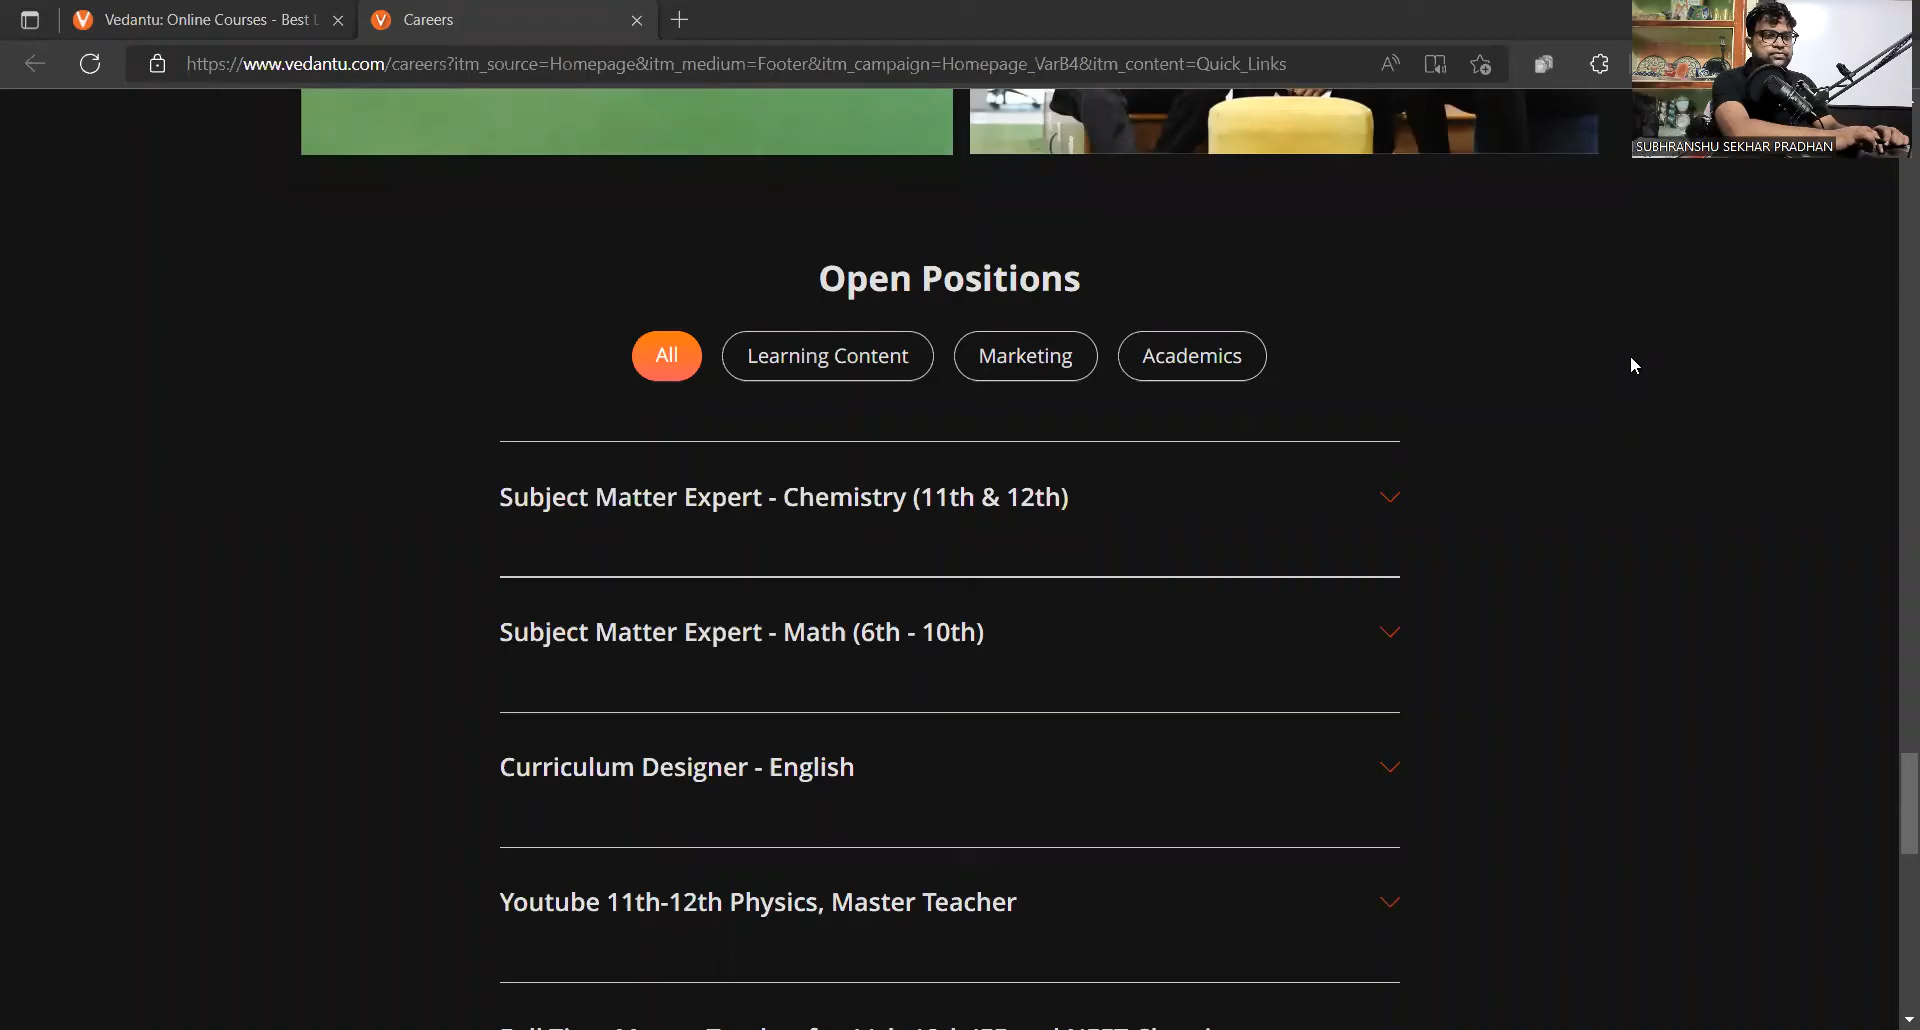 Vedantu: Online Courses - Best
Careers
https://www.vedantu.com/careers?itm_source=Homepage&itm_medium=Footer&itm_campaign=Homepage_VarB4&itm_content=Quick_Links
SUBHRANSHU SEKHAR PRADHAN
Open Positions
All
Learning Content
Marketing
Academics
Subject Matter Expert - Chemistry (11th & 12th)
Subject Matter Expert - Math (6th - 10th)
Curriculum Designer - English
Youtube 11th-12th Physics, Master Teacher